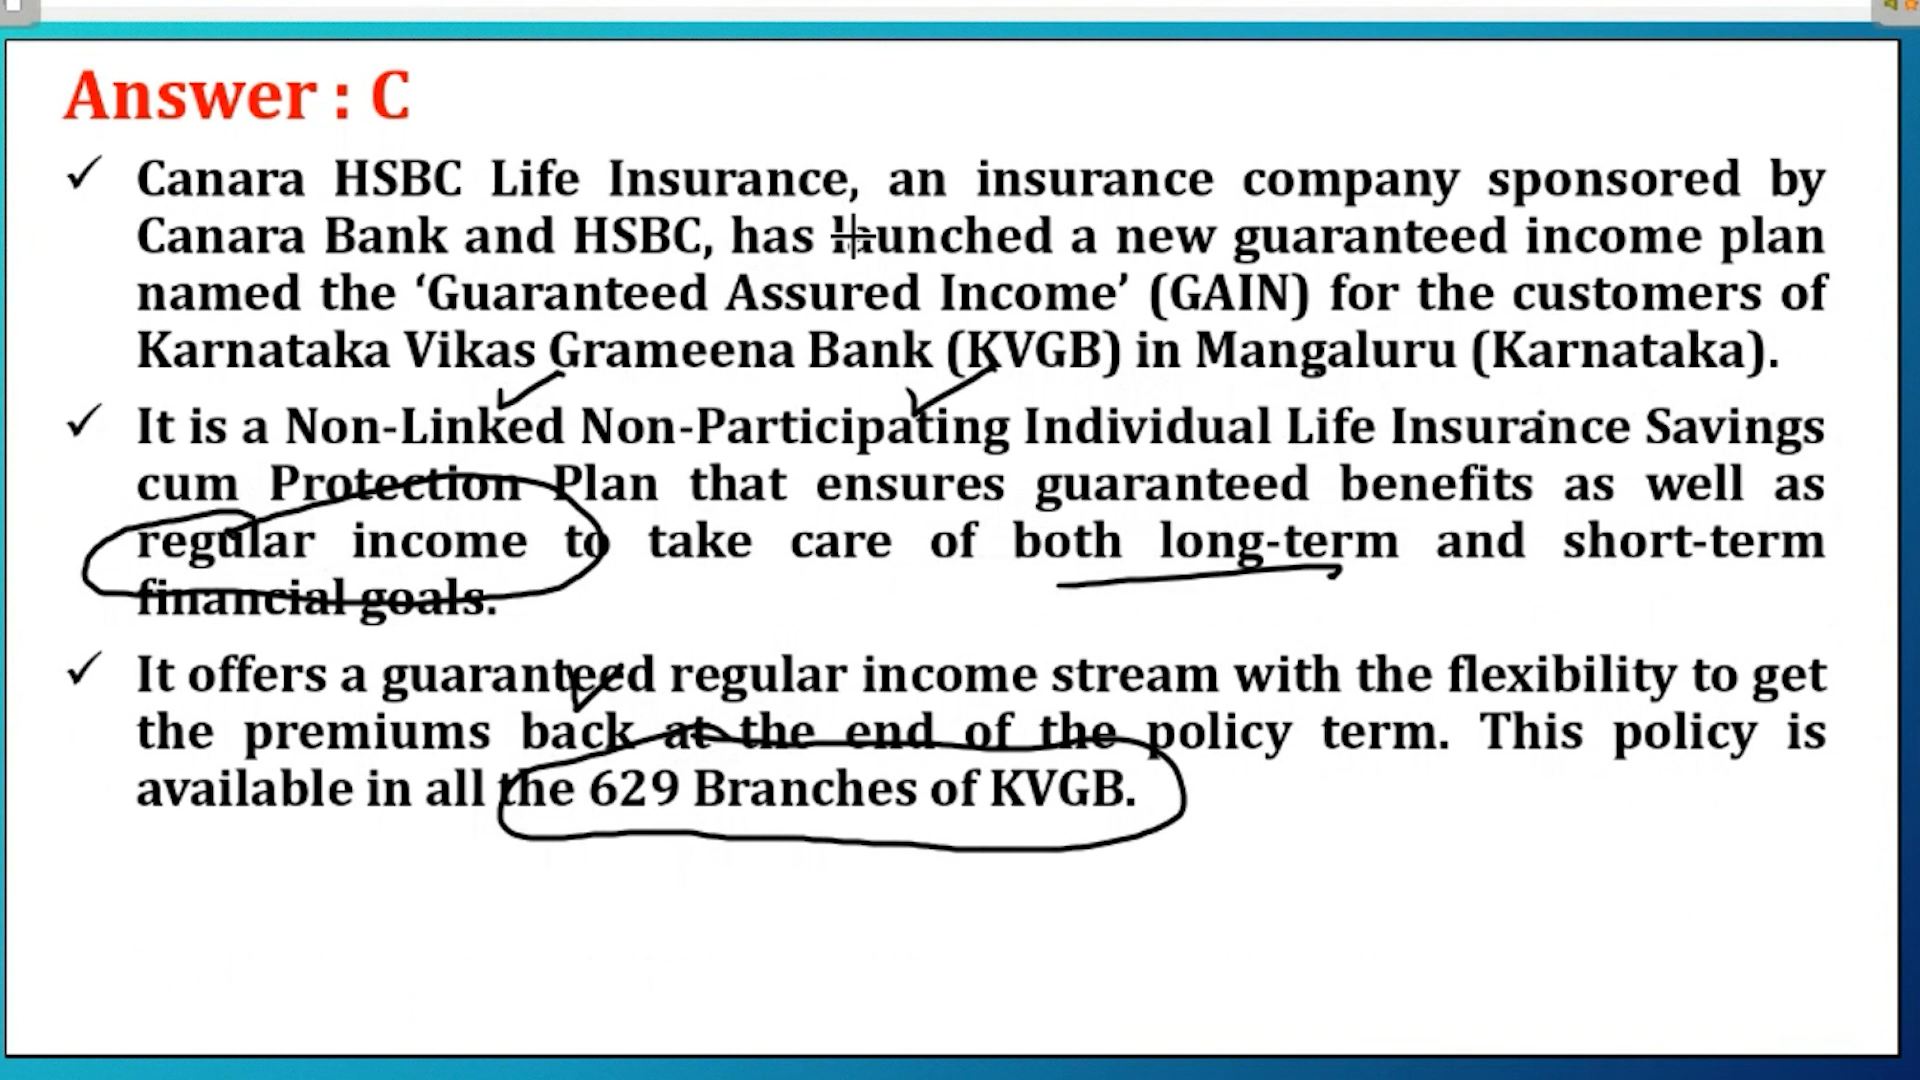 Answer : C
✓ Canara HSBC Life Insurance, an insurance company sponsored by
Canara Bank and HSBC, has launched a new guaranteed income plan
named the ‘Guaranteed Assured Income’ (GAIN) for the customers of
Karnataka Vikas Grameena Bank (KVGB) in Mangaluru (Karnataka).
✓ It is a Non-Linked Non-Participating Individual Life Insurance Savings
cum Protection Plan that ensures guaranteed benefits as well as
regular income to take care of both long-term and short-term
financial goals.
✓ It offers a guaranteed regular income stream with the flexibility to get
the premiums back at the end of the policy term. This policy is
available in all the 629 Branches of KVGB.